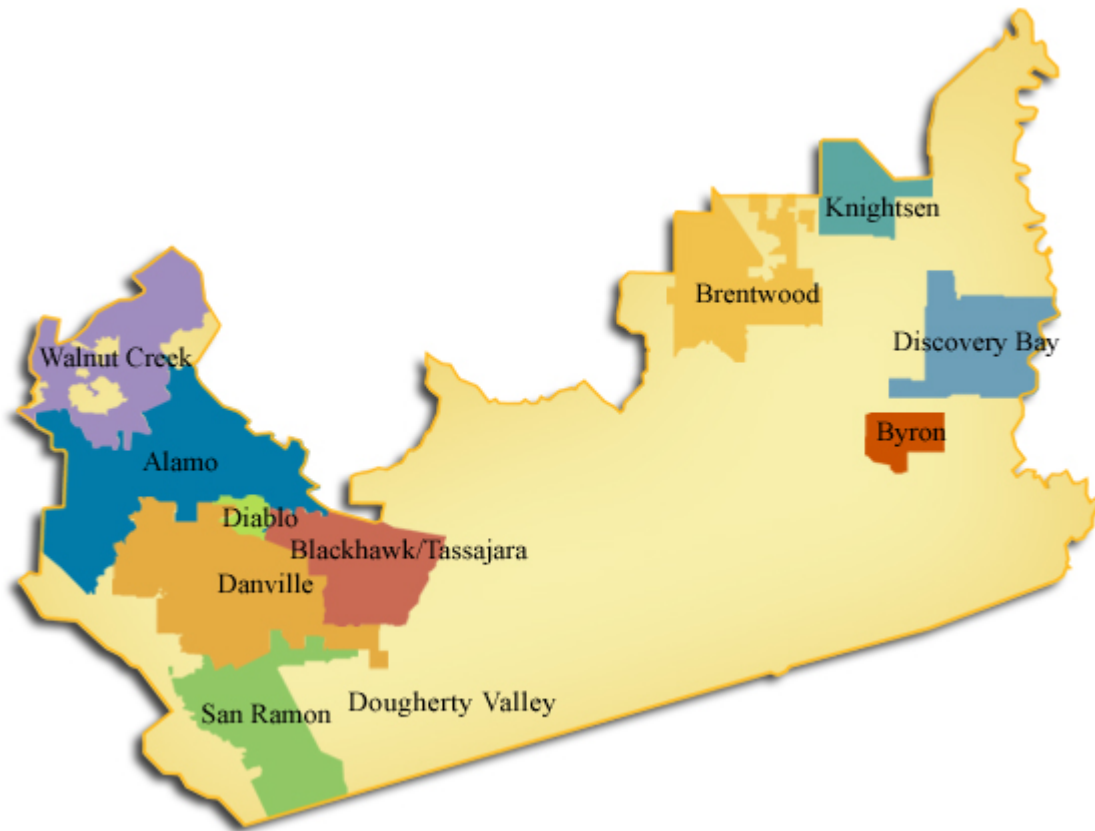 Knightsen
Brentwood
Discovery Bay
Walnut Creek
Byron
Alamo
Diablo
Blackhawk/Tassajara
Danville
Dougherty Valley
San Ramon